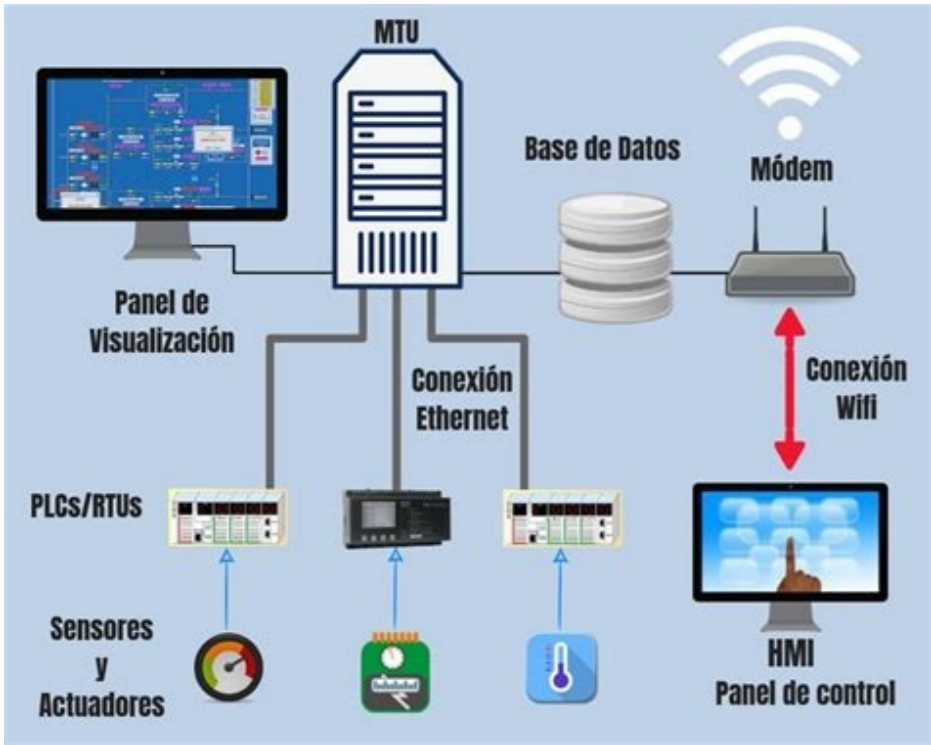 MTU
Base de Datos
Módem
Panel de
Visualización
Conexión
Ethernet
Conexión
Wifi
PLCs/RTUs
Sensores
y
Actuadores
HMI
Panel de control